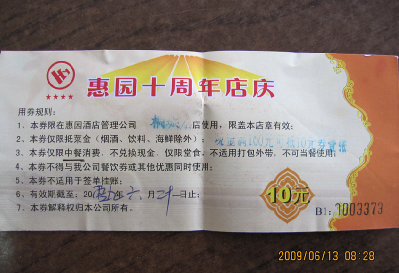 惠园十周年店庆
用券规则：
1、本券限在惠园酒店管理公司 后使用，限盖本店章有效；
2、本券仅限抵菜金（烟酒、饮料、海鲜除外）；
3、本券仅限中餐消费、不兑换现金，仅限堂食、不适用打包外带、不可当餐使用；
4、本券不得与我公司餐饮券或其他优惠同时使用；
5、本券不适用于签单挂账；
6、有效期截至：20 年 六 月 二十 日止；
7、本券解释权归本公司所有。
10元
B1: 1003373
2009/06/13 08:28